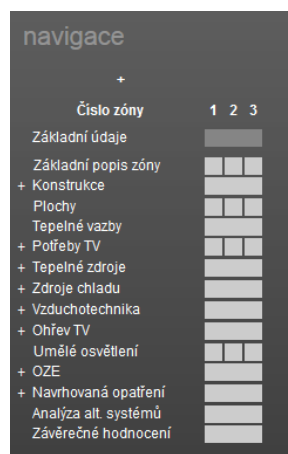 navigace
+
Číslo zóny 1 2 3
Základní údaje
Základní popis zóny
+ Konstrukce
Plochy
Tepelné vazby
+ Potřeby TV
+ Tepelné zdroje
+ Zdroje chladu
+ Vzduchotechnika
+ Ohřev TV
Umělé osvětlení
+ OZE
+ Navrhovaná opatření
Analýza alt. systémů
Závěrečné hodnocení